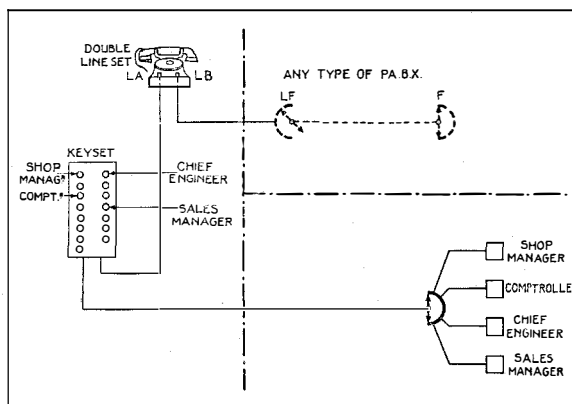 DOUBLE
LINE SET
LA
LB
ANY TYPE OF P.A.B.X.
LF
F
KEYSET
SHOP
MANAGR
COMPT.R
CHIEF
ENGINEER
SALES
MANAGER
SHOP
MANAGER
COMPTROLLE
CHIEF
ENGINEER
SALES
MANAGER